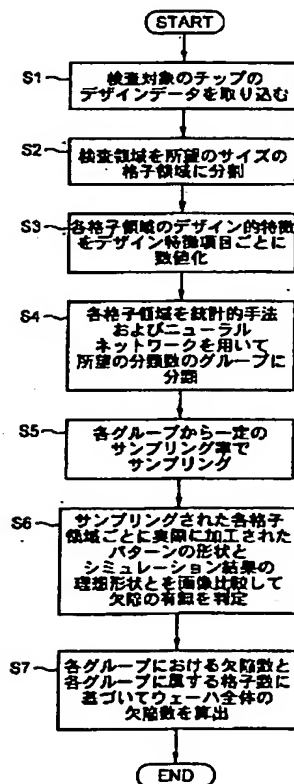 START
S1
検査対象のチップの
デザインデータを取り込む
S2
検査領域を所望のサイズの
格子領域に分割
S3
各格子領域のデザイン的特徴
をデザイン特徴項目ごとに
数値化
S4
各格子領域を統計的手法
およびニューラル
ネットワークを用いて
所望の分類数のグループに
分類
S5
各グループから一定の
サンプリング率で
サンプリング
S6
サンプリングされた各格子
領域ごとに実際に加工された
パターンの形状と
シミュレーション結果の
理想形状とを画像比較して
欠陥の有無を判定
S7
各グループにおける欠陥数と
各グループに属する格子数に
基づいてウェーハ全体の
欠陥数を算出
END